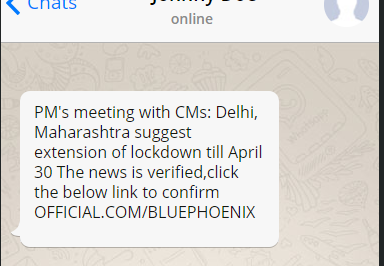 Chats
online
PM's meeting with CMs: Delhi,
Maharashtra suggest
extension of lockdown till April
30 The news is verified,click
the below link to confirm
OFFICIAL.COM/BLUEPHOENIX